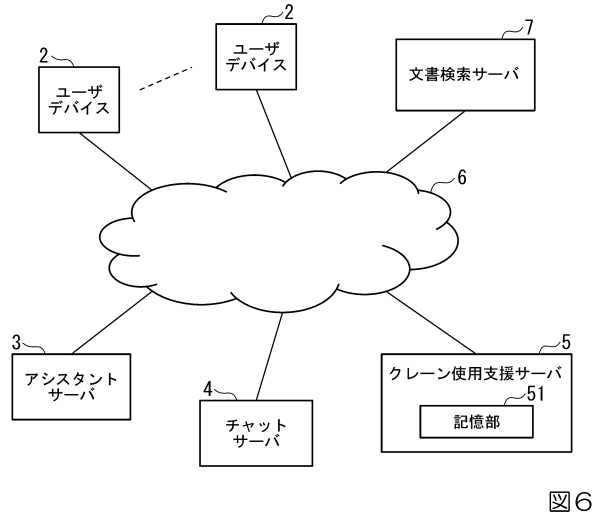 2
ユーザ
デバイス
2
ユーザ
デバイス
7
文書検索サーバ
6
3
アシスタント
サーバ
4
チャット
サーバ
5
クレーン使用支援サーバ
51
記憶部
図６